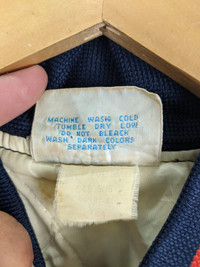 MACHINE WASH COLD
TUMBLE DRY LOW
DO NOT BLEACH
WASH DARK COLORS
SEPARATELY